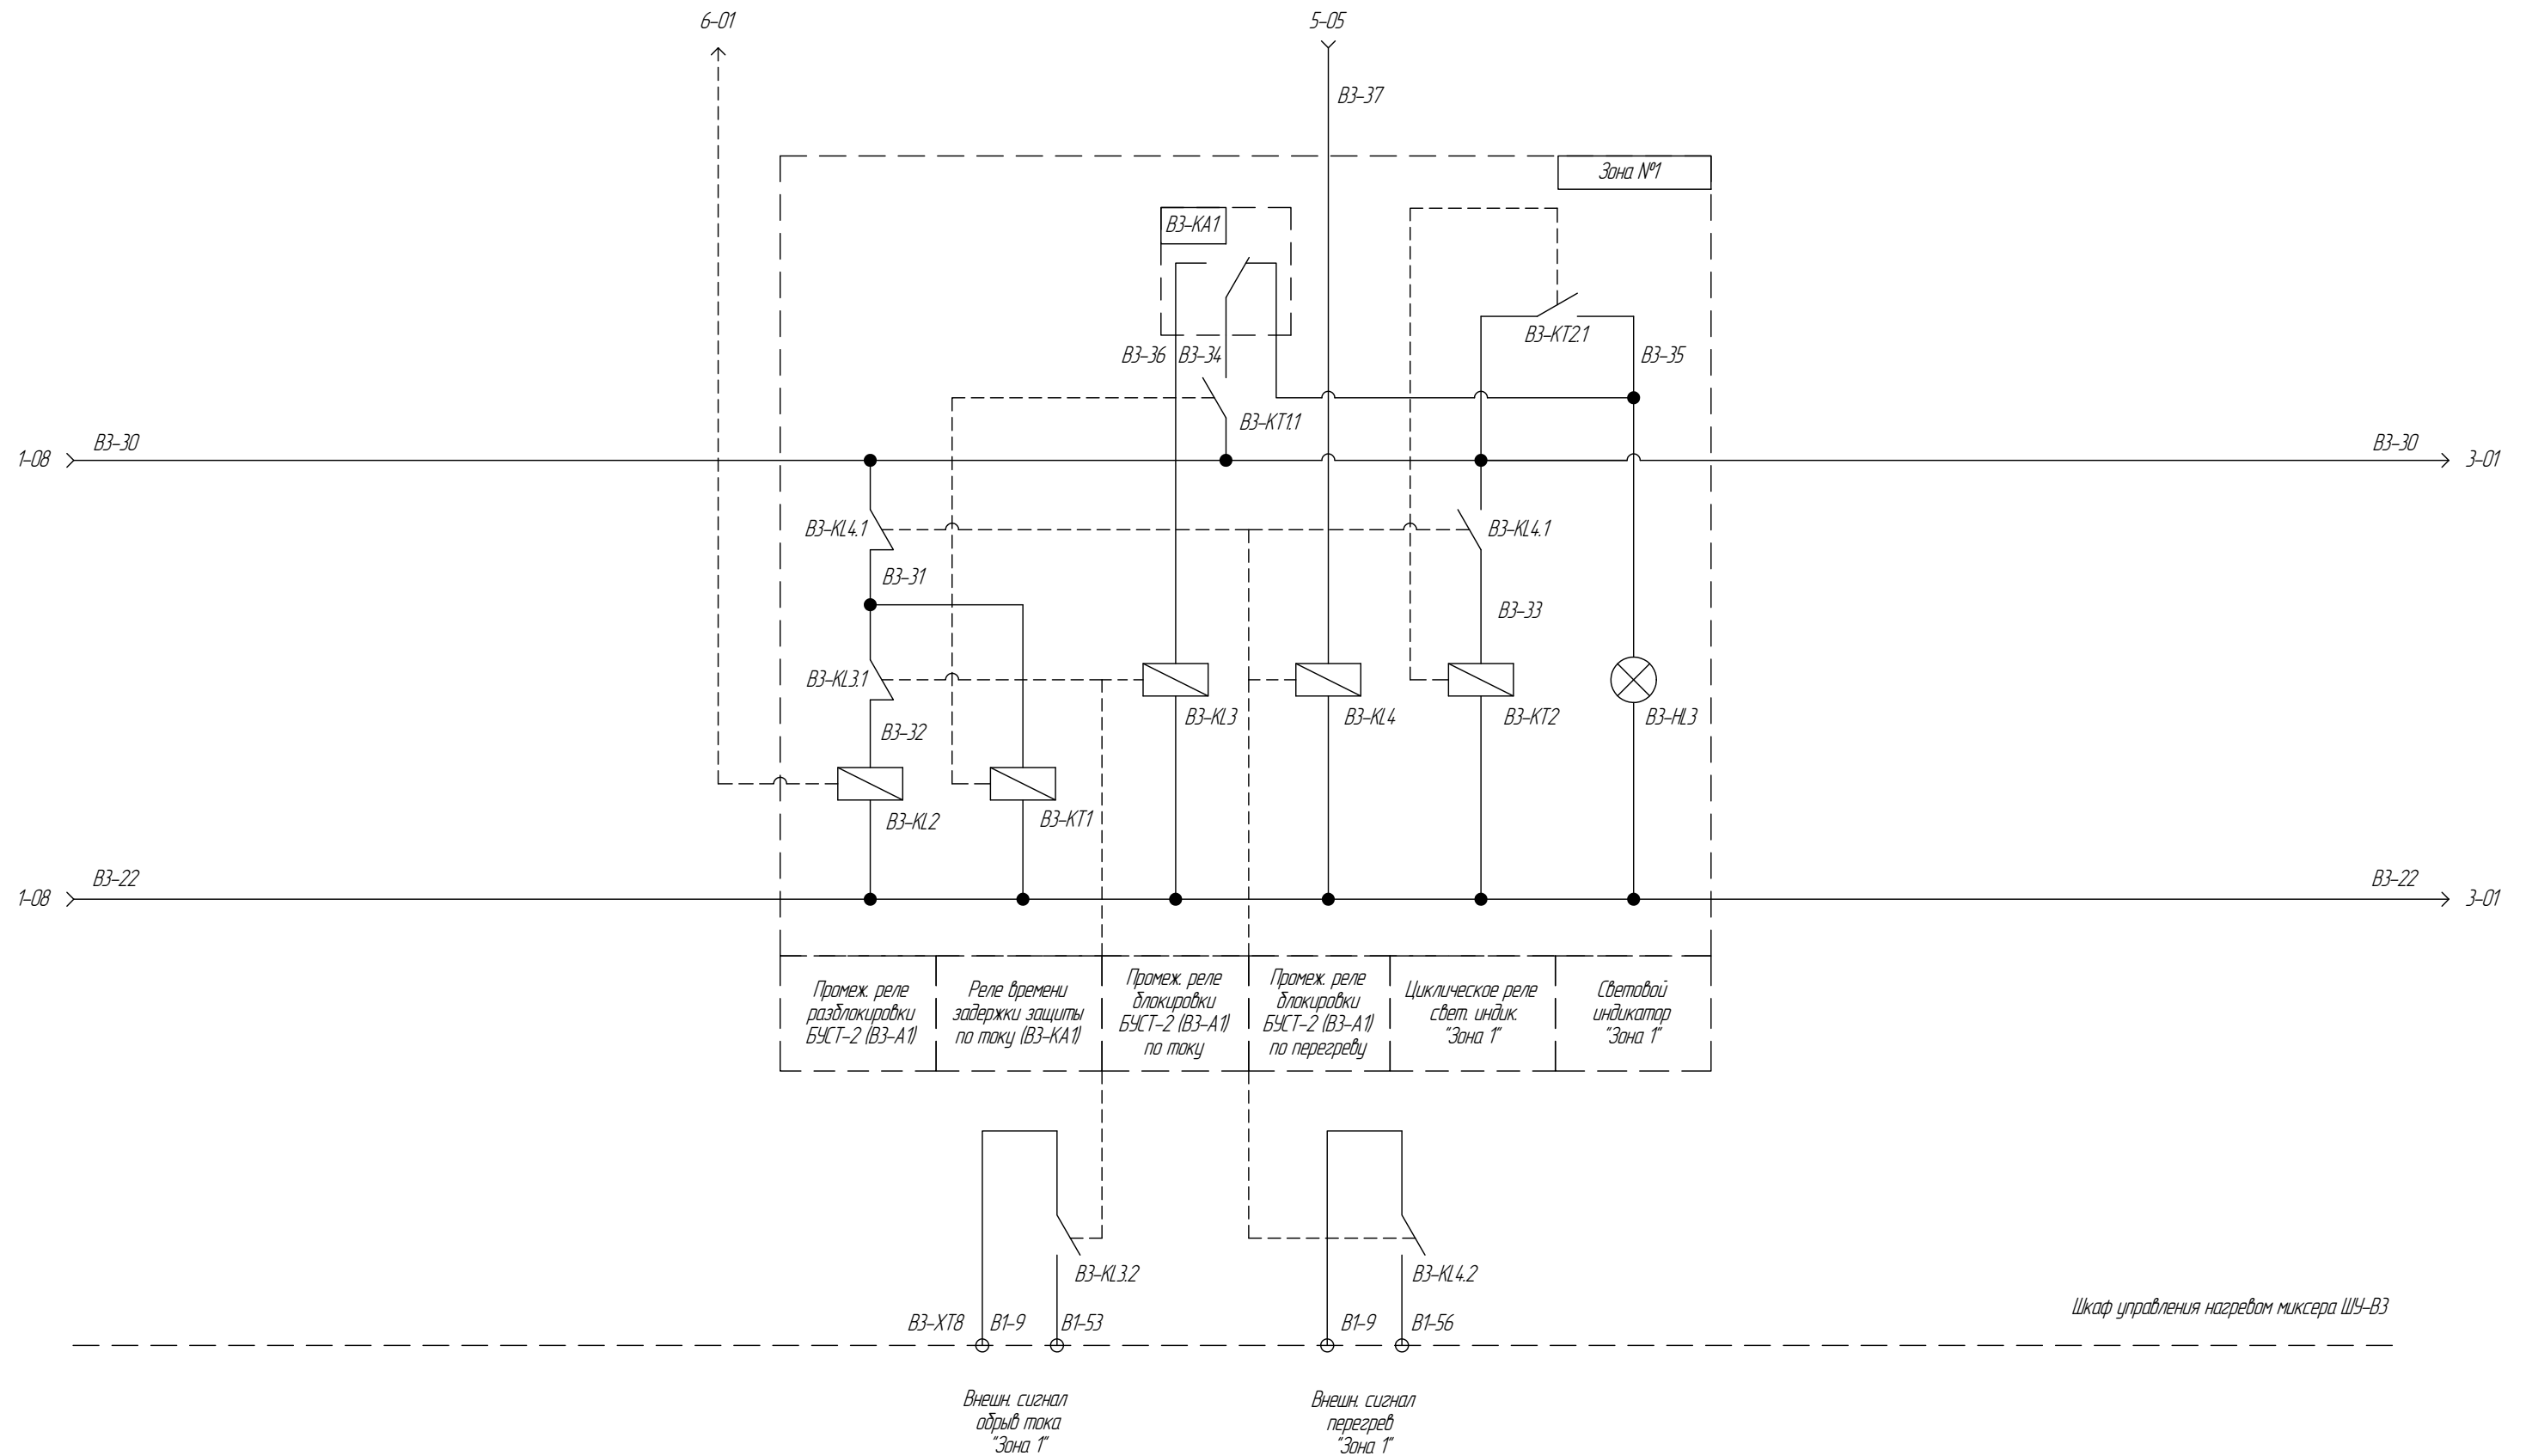 6-01
5-05
В3-37
Зона №1
В3-КА1
В3-КТ2.1
В3-36
В3-34
В3-35
В3-КТ1.1
1-08
В3-30
В3-30
3-01
В3-KL4.1
В3-KL4.1
В3-31
В3-33
В3-KL3.1
В3-KL3
В3-KL4
В3-КТ2
В3-HL3
В3-32
В3-KL2
В3-КТ1
1-08
В3-22
В3-22
3-01
Промеж. реле
разблокировки
БУСТ-2 (В3-А1)
Реле времени
задержки защиты
по току (В3-КА1)
Промеж. реле
блокировки
БУСТ-2 (В3-А1)
по току
Промеж. реле
блокировки
БУСТ-2 (В3-А1)
по перегреву
Циклическое реле
свет. индик.
"Зона 1"
Световой
индикатор
"Зона 1"
В3-KL3.2
В3-KL4.2
В3-ХТ8
В1-9
В1-53
В1-9
В1-56
Шкаф управления нагревом миксера ШУ-В3
Внешн. сигнал
обрыв тока
"Зона 1"
Внешн. сигнал
перегрев
"Зона 1"